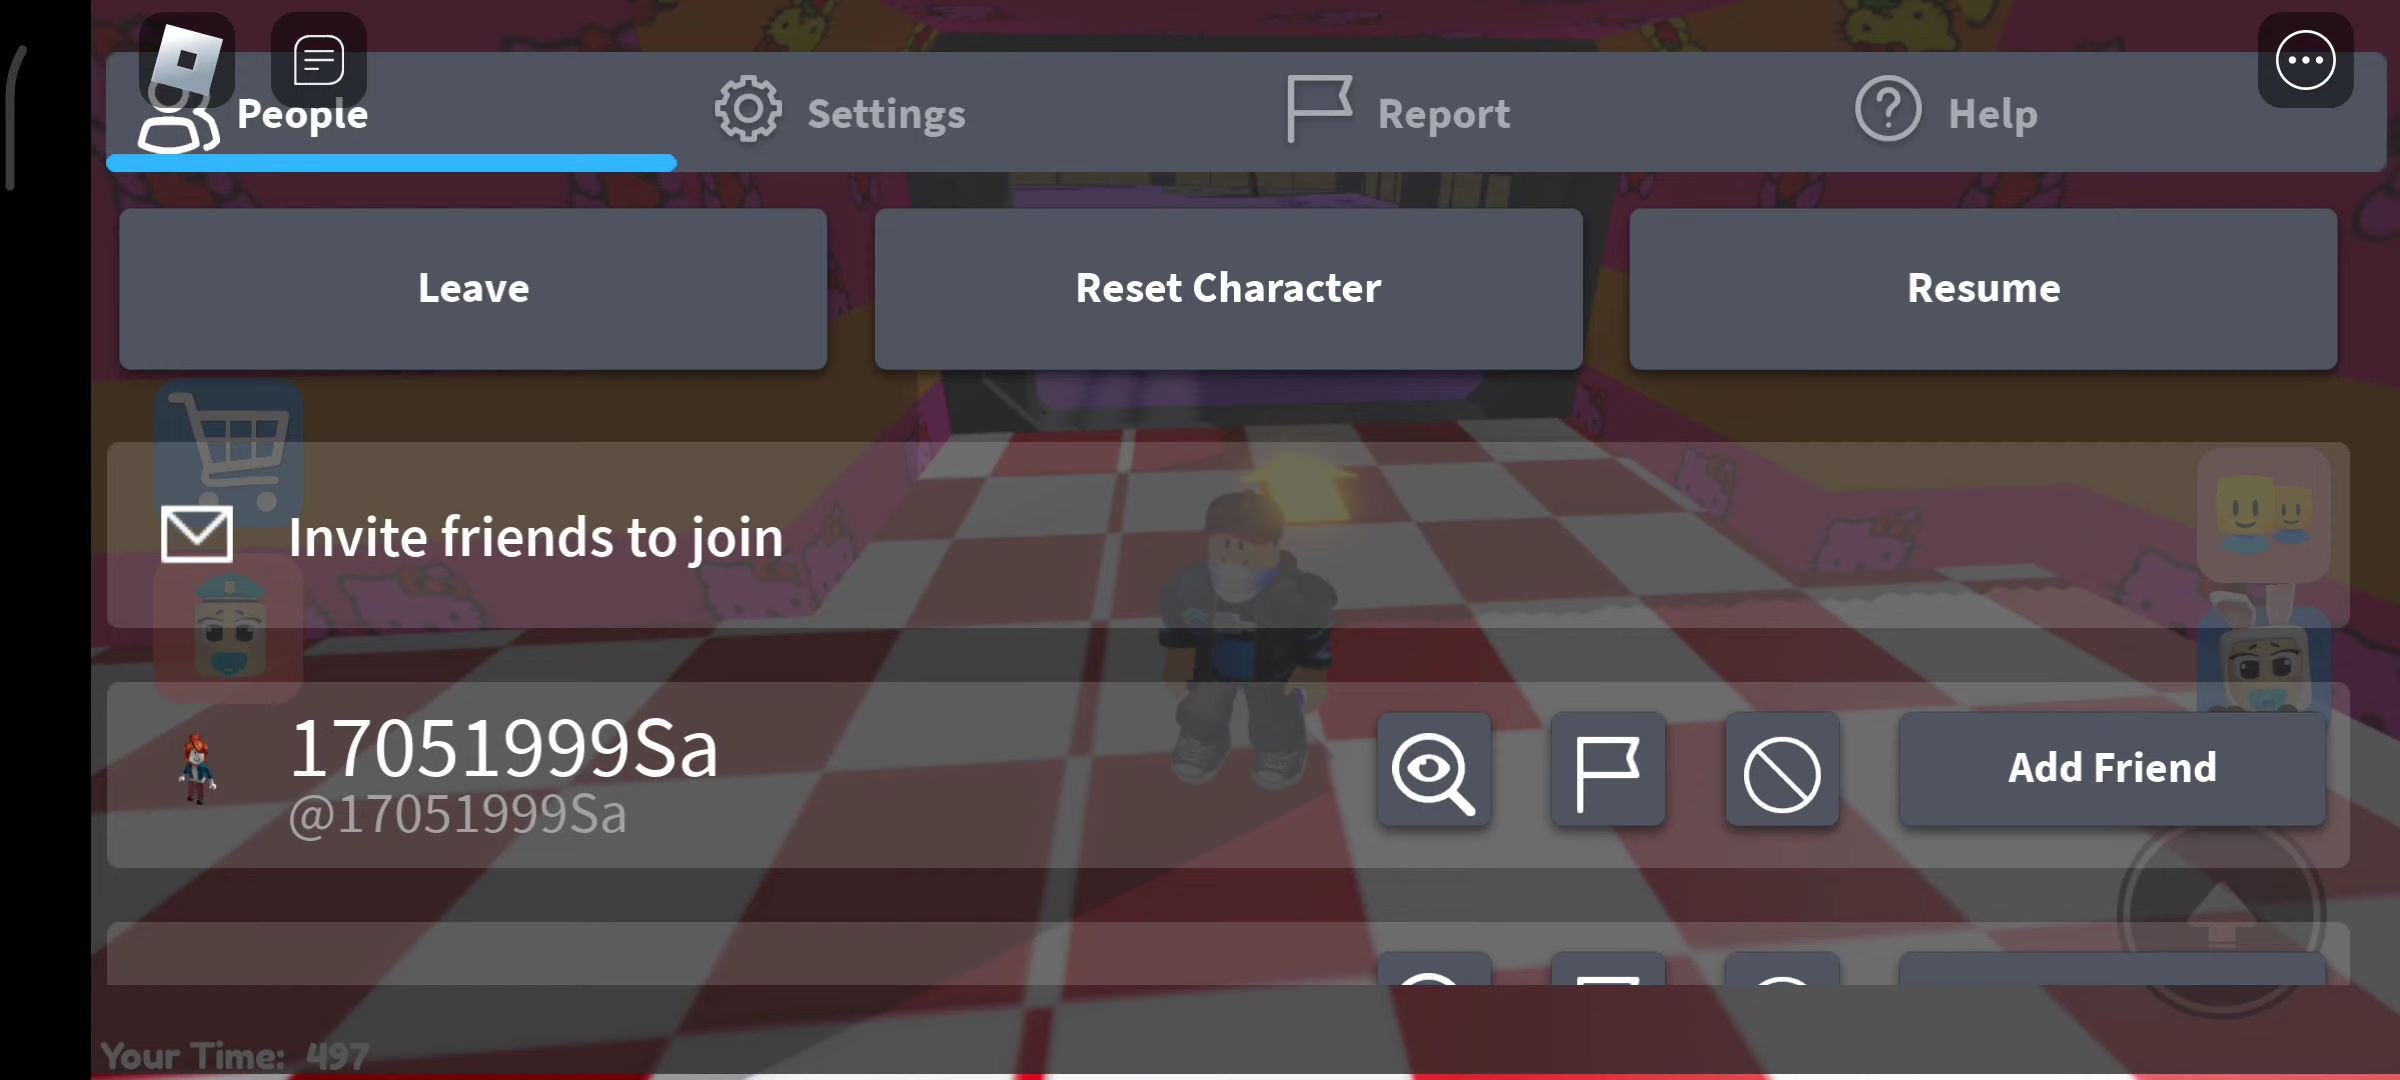 People
Settings
Report
Help
Leave
Reset Character
Resume
Invite friends to join
17051999Sa
@17051999Sa
Add Friend
Your Time: 497